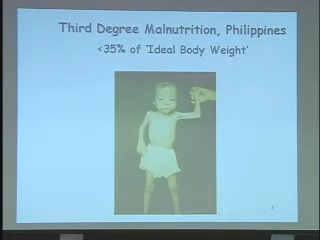 Third Degree Malnutrition, Philippines
<35% of 'Ideal Body Weight'